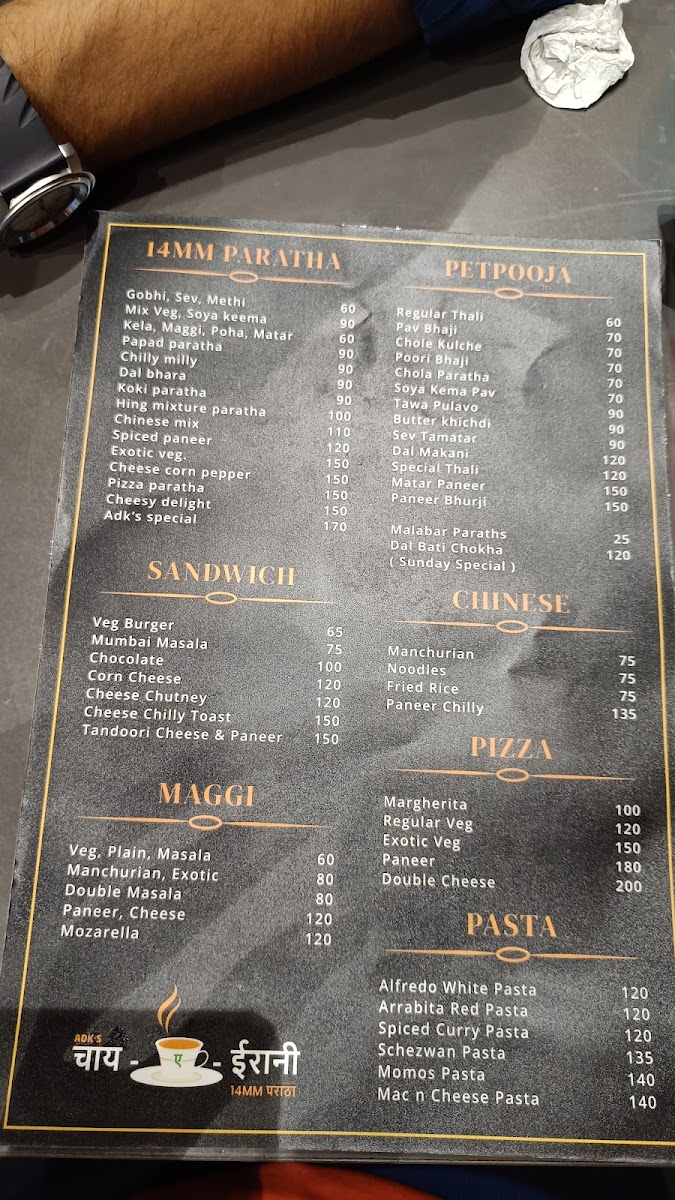 14MM PARATHA
Gobhi, Sev, Methi 60
Mix Veg, Soya keema 90
Kela, Maggi, Poha, Matar 60
Papad paratha 90
Chilly milly 90
Dal bhara 90
Koki paratha 90
Hing mixture paratha 100
Chinese mix 110
Spiced paneer 120
Exotic veg. 150
Cheese corn pepper 150
Pizza paratha 150
Cheesy delight 150
Adk's special 170
SANDWICH
Veg Burger 65
Mumbai Masala 75
Chocolate 100
Corn Cheese 120
Cheese Chutney 120
Cheese Chilly Toast 150
Tandoori Cheese & Paneer 150
MAGGI
Veg, Plain, Masala 60
Manchurian, Exotic 80
Double Masala 80
Paneer, Cheese 120
Mozarella 120
ADK'S
चाय - ए - ईरानी
14MM पराठा
PETPOOJA
Regular Thali 60
Pav Bhaji 70
Chole Kulche 70
Poori Bhaji 70
Chola Paratha 70
Soya Kema Pav 70
Tawa Pulavo 90
Butter khichdi 90
Sev Tamatar 90
Dal Makani 120
Special Thali 120
Matar Paneer 150
Paneer Bhurji 150
Malabar Paraths 25
Dal Bati Chokha 120
( Sunday Special )
CHINESE
Manchurian 75
Noodles 75
Fried Rice 75
Paneer Chilly 135
PIZZA
Margherita 100
Regular Veg 120
Exotic Veg 150
Paneer 180
Double Cheese 200
PASTA
Alfredo White Pasta 120
Arrabita Red Pasta 120
Spiced Curry Pasta 120
Schezwan Pasta 135
Momos Pasta 140
Mac n Cheese Pasta 140